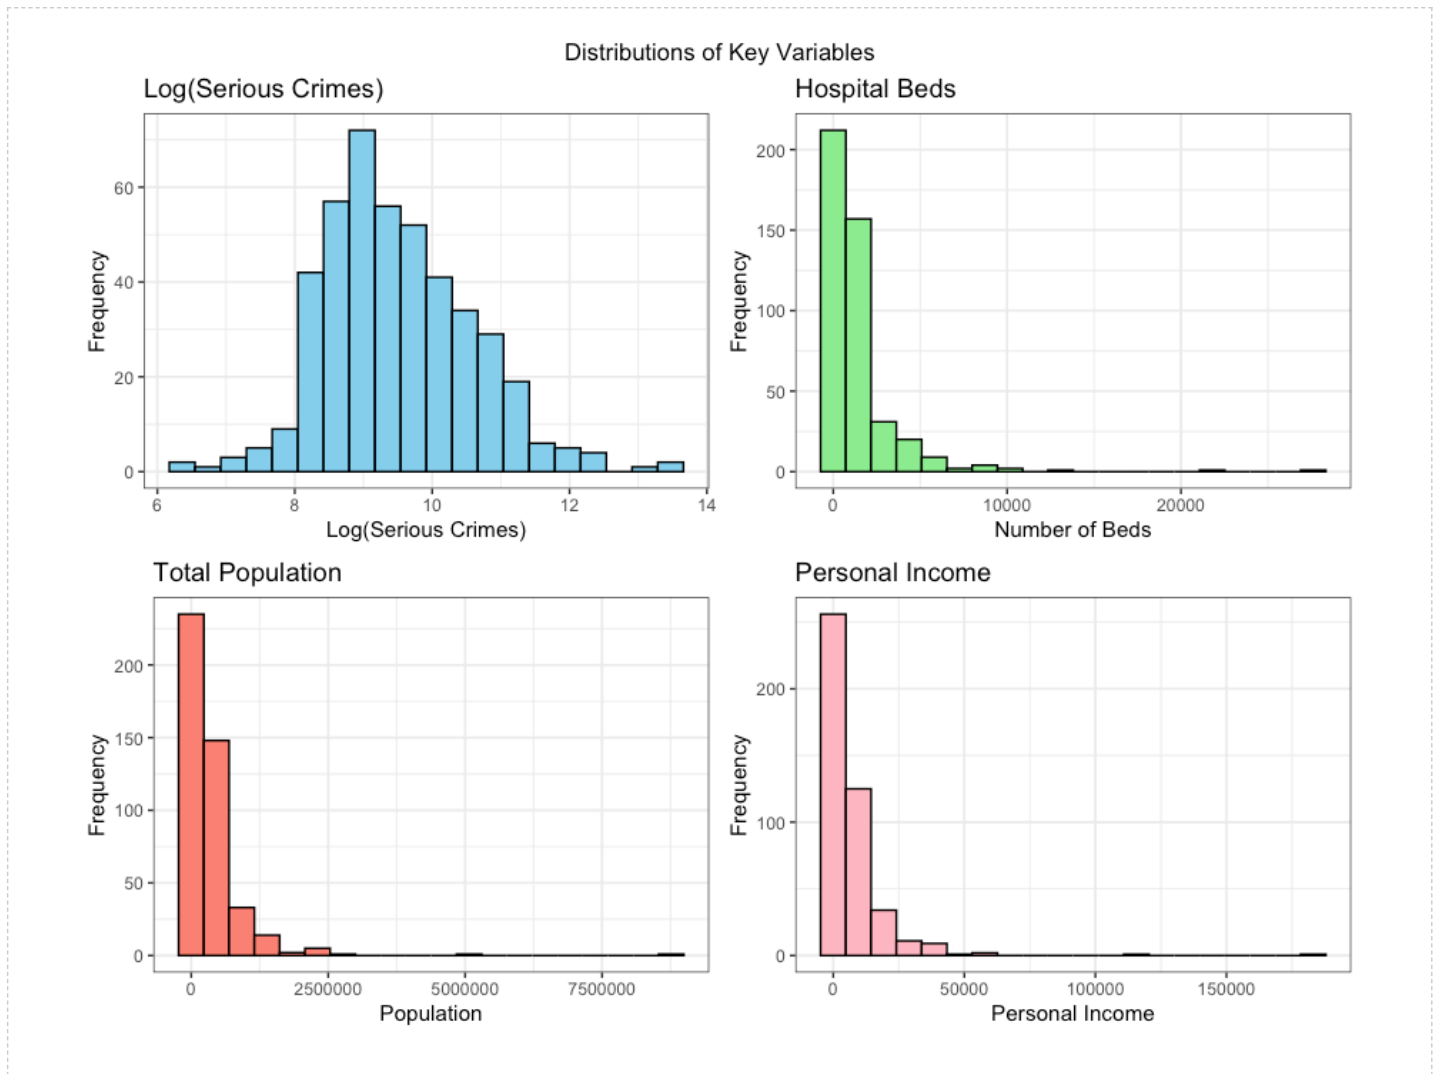 Distributions of Key Variables
Log(Serious Crimes)
Frequency
60
40
20
0
6 8 10 12 14
Log(Serious Crimes)
Hospital Beds
Frequency
200
150
100
50
0
0 10000 20000
Number of Beds
Total Population
Frequency
200
150
100
50
0
0 2500000 5000000 7500000
Population
Personal Income
Frequency
200
100
0
0 50000 100000 150000
Personal Income